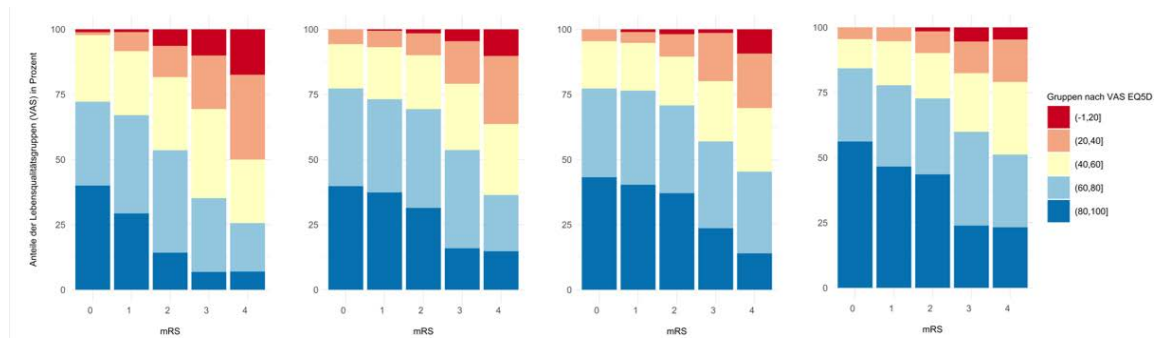 Anteile der Lebensqualitätsgruppen (VAS) in Prozent
100
75
50
25
0
0 1 2 3 4
mRS
100
75
50
25
0
0 1 2 3 4
mRS
100
75
50
25
0
0 1 2 3 4
mRS
100
75
50
25
0
0 1 2 3 4
mRS
Gruppen nach VAS EQ5D
(-1,20]
(20,40]
(40,60]
(60,80]
(80,100]